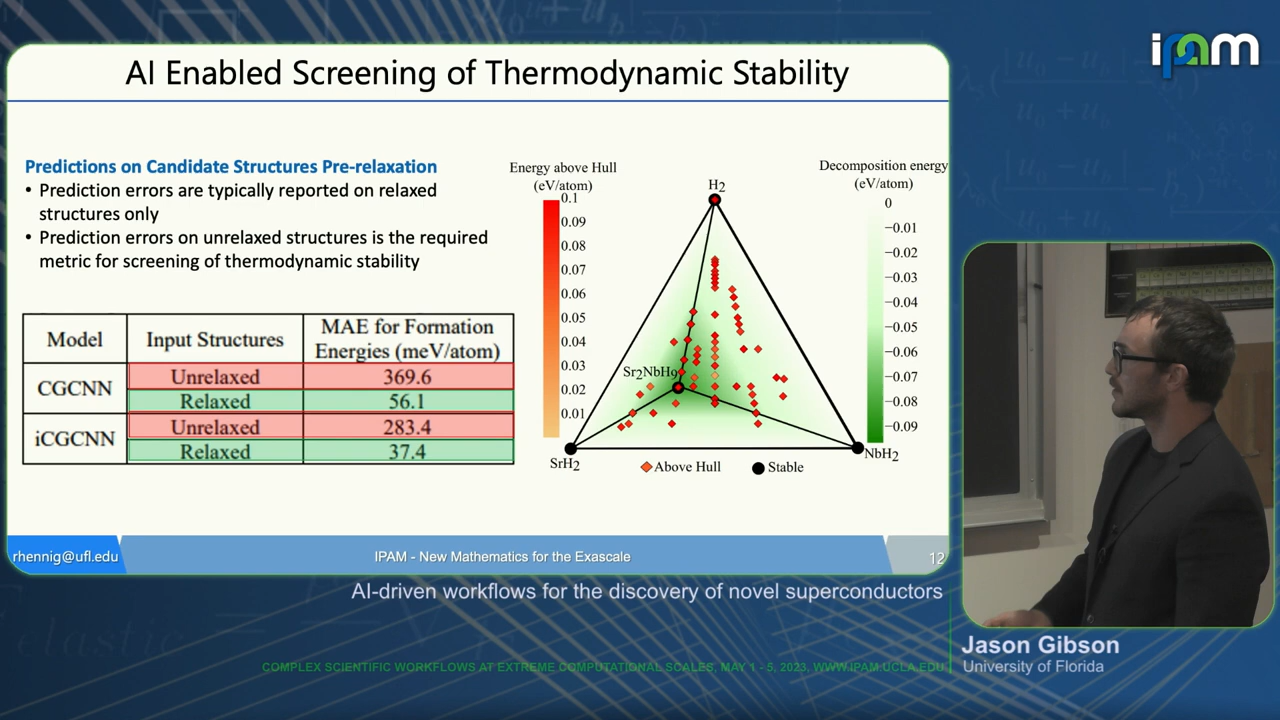 ipam
AI Enabled Screening of Thermodynamic Stability
Predictions on Candidate Structures Pre-relaxation
• Prediction errors are typically reported on relaxed
structures only
• Prediction errors on unrelaxed structures is the required
metric for screening of thermodynamic stability
Model
Input Structures
MAE for Formation
Energies (meV/atom)
CGCNN
Unrelaxed
369.6
Relaxed
56.1
iCGCNN
Unrelaxed
283.4
Relaxed
37.4
Energy above Hull
(eV/atom)
0.1
0.09
0.08
0.07
0.06
0.05
0.04
0.03
0.02
0.01
H2
Sr2NbH9
SrH2
NbH2
Above Hull
Stable
Decomposition energy
(eV/atom)
0
−0.01
−0.02
−0.03
−0.04
−0.05
−0.06
−0.07
−0.08
−0.09
rhennig@ufl.edu
IPAM - New Mathematics for the Exascale
12
AI-driven workflows for the discovery of novel superconductors
Jason Gibson
University of Florida
COMPLEX SCIENTIFIC WORKFLOWS AT EXTREME COMPUTATIONAL SCALES, MAY 1 - 5, 2023, WWW.IPAM.UCLA.EDU
elastic